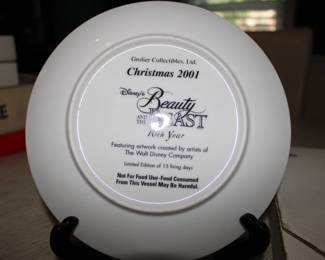 Grolier Collectibles, Ltd.
Christmas 2001
Disney's
Beauty
AND THE BEAST
10th Year
Featuring artwork created by artists of
The Walt Disney Company
Limited Edition of 15 firing days
Not For Food Use-Food Consumed
From This Vessel May Be Harmful.